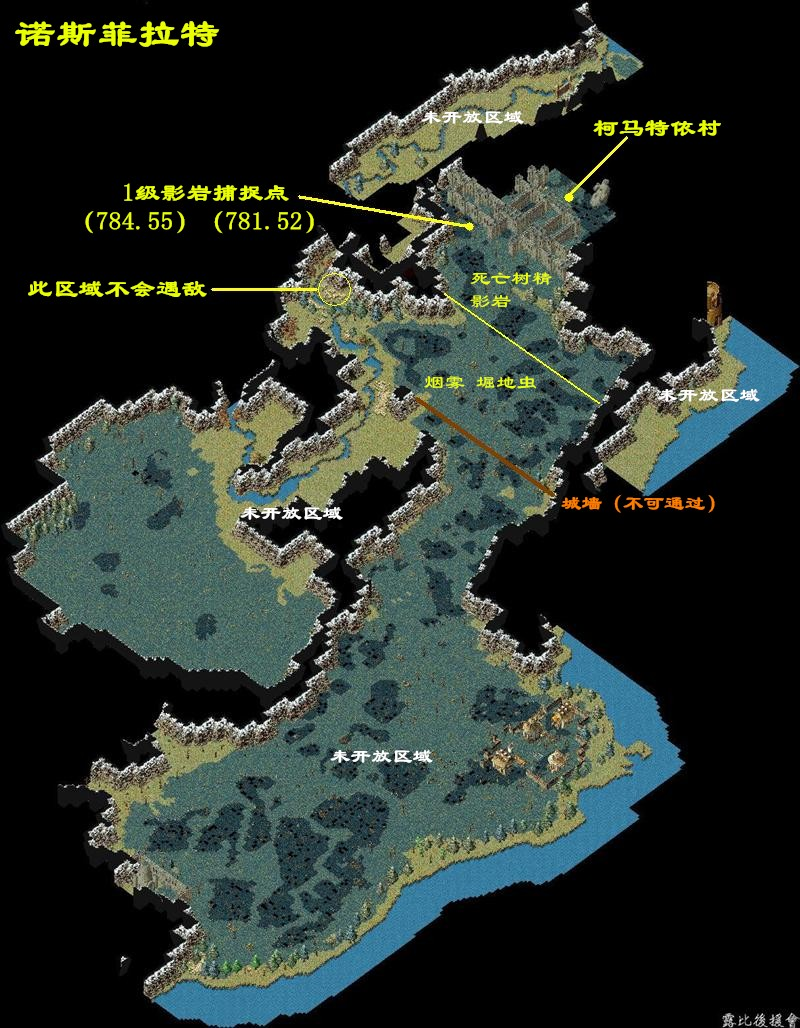 诺斯菲拉特
未开放区域
柯马特依村
1级影岩捕捉点
(784.55) (781.52)
此区域不会遇敌
死亡树精
影岩
烟雾 堀地虫
未开放区域
城墙 (不可通过)
未开放区域
未开放区域
露比後援會